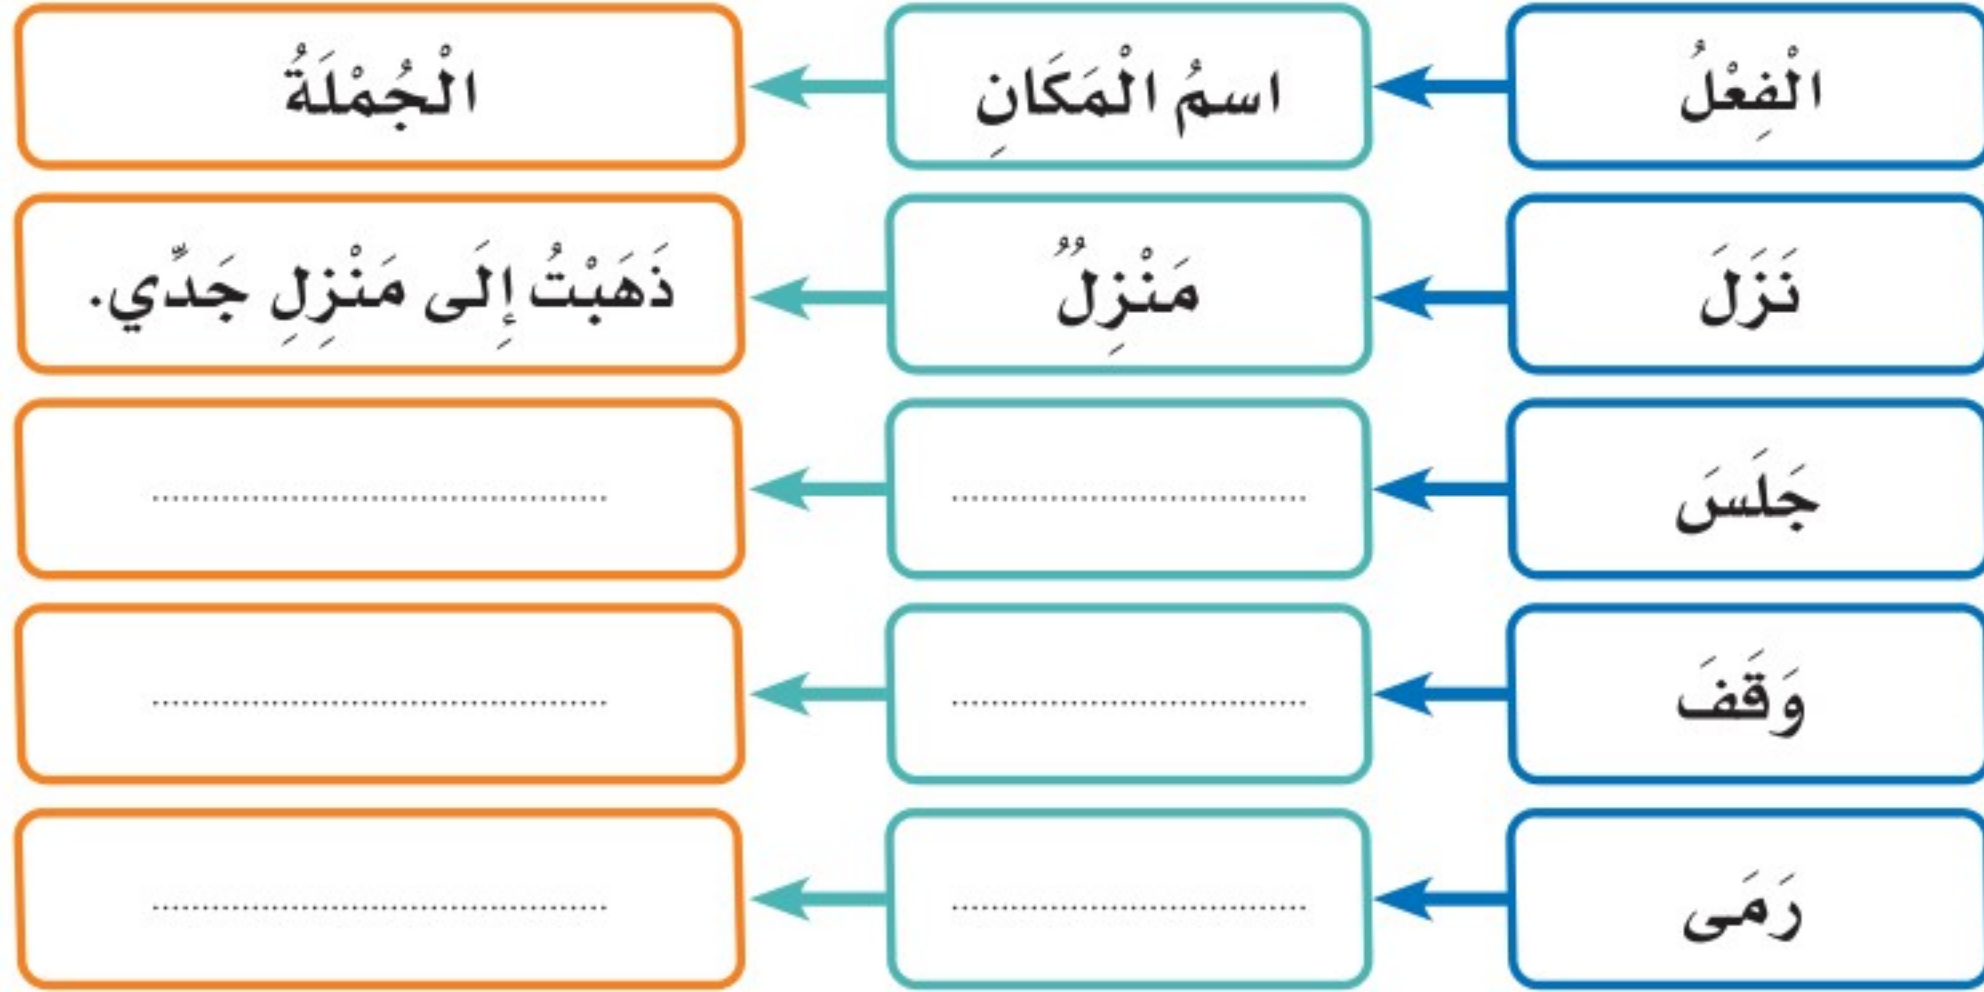 الْفِعْلُ اسمُ الْمَكَانِ الْجُمْلَةُ
نَزَلَ مَنْزِلٌ ذَهَبْتُ إِلَى مَنْزِلِ جَدِّي.
جَلَسَ ........ ........
وَقَفَ ........ ........
رَمَى ........ ........